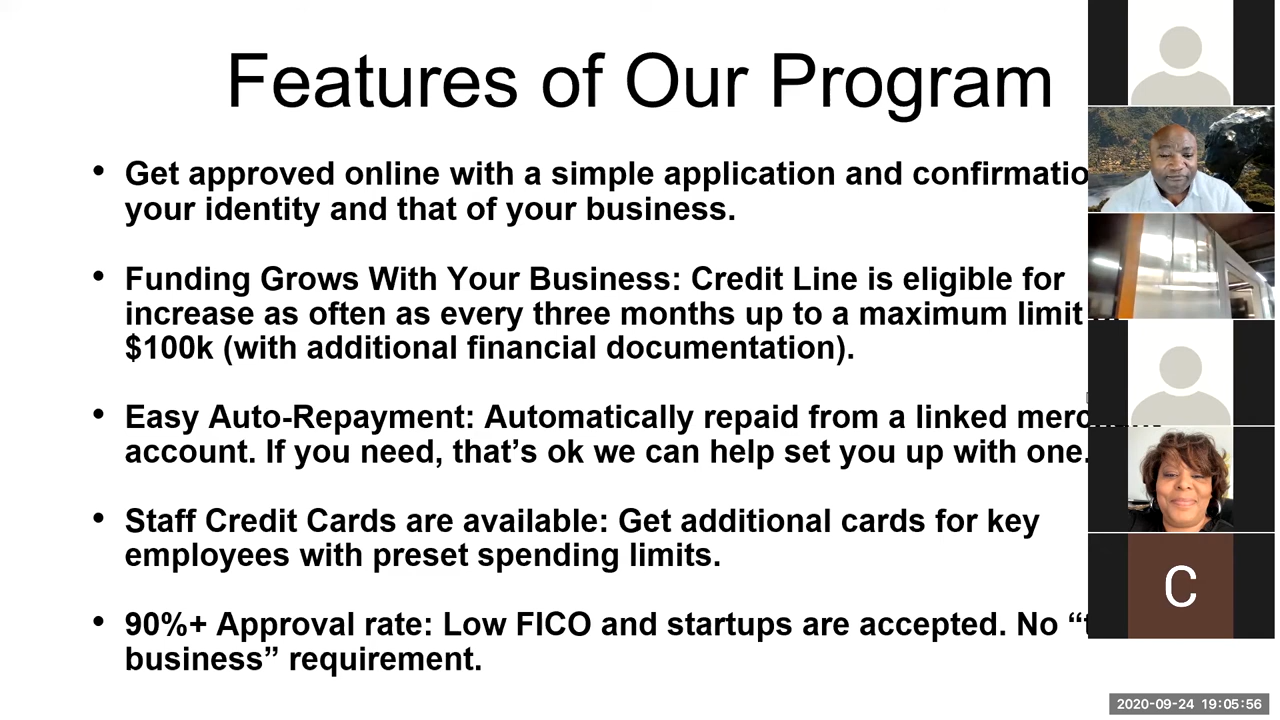 Features of Our Program
• Get approved online with a simple application and
your identity and that of your business.
• Funding Grows With Your Business: Credit Line is eligible for
increase as often as every three months up to a maximum limit
$100k (with additional financial documentation).
• Easy Auto-Repayment: Automatically repaid from a linked
account. If you need, that’s ok we can help set you up with one.
• Staff Credit Cards are available: Get additional cards for key
employees with preset spending limits.
• 90%+ Approval rate: Low FICO and startups are accepted. No
business” requirement.
C
2020-09-24 19:05:56